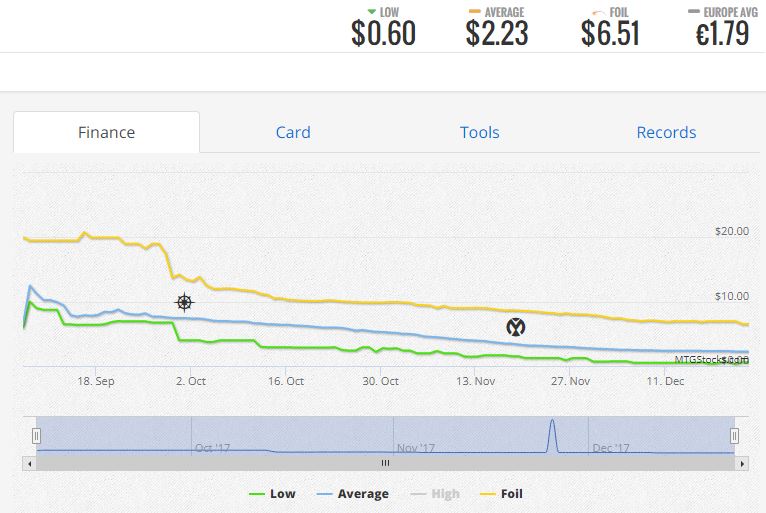 LOW AVERAGE FOIL EUROPE AVG
$0.60 $2.23 $6.51 €1.79
Finance Card Tools Records
$20.00
$10.00
MTGStocks $0.00
18. Sep 2. Oct 16. Oct 30. Oct 13. Nov 27. Nov 11. Dec
Oct '17 Nov '17 Dec '17
Low Average High Foil